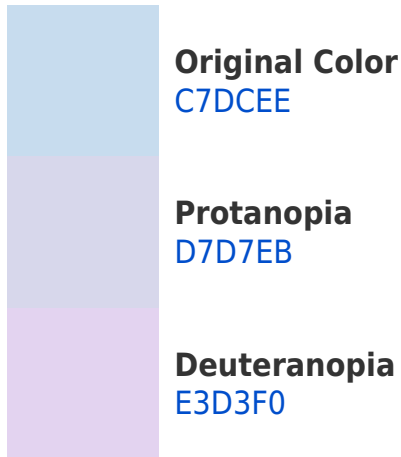 Original Color
C7DCEE
Protanopia
D7D7EB
Deuteranopia
E3D3F0